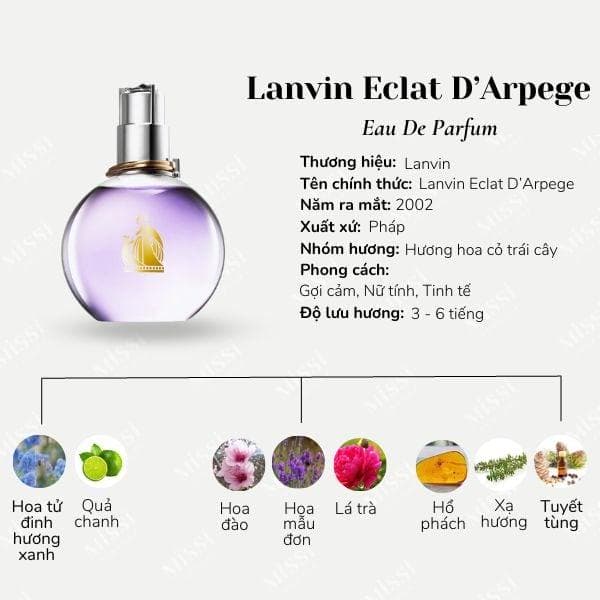 Lanvin Eclat D'Arpege
Eau De Parfum
Thương hiệu: Lanvin
Tên chính thức: Lanvin Eclat D'Arpege
Năm ra mắt: 2002
Xuất xứ: Pháp
Nhóm hương: Hương hoa cỏ trái cây
Phong cách:
Gợi cảm, Nữ tính, Tinh tế
Độ lưu hương: 3 - 6 tiếng
Hoa tử
đinh
hương
xanh
Quả
chanh
Hoa
đào
Hoa
mẫu
đơn
Lá trà
Hổ
phách
Xạ
hương
Tuyết
tùng
MISSI